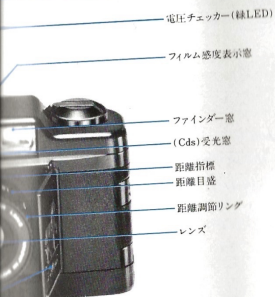 電圧チェッカー(緑LED)
フィルム感度表示窓
ファインダー窓
(Cds)受光窓
距離指標
距離目盛
距離調節リング
レンズ